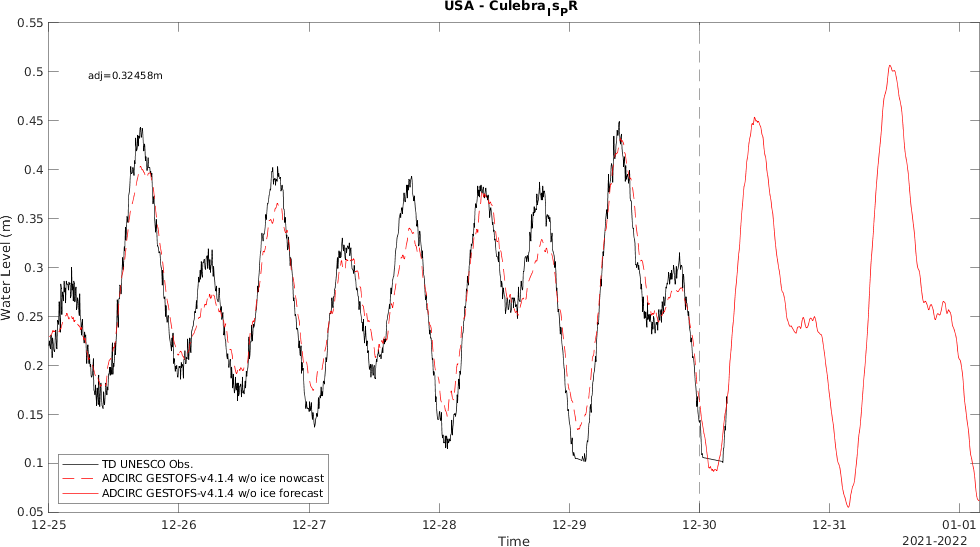 USA - Culebra_Is_PR
0.55
0.5
0.45
0.4
0.35
0.3
0.25
0.2
0.15
0.1
0.05
Water Level (m)
adj=0.32458m
TD UNESCO Obs.
ADCIRC GESTOFS-v4.1.4 w/o ice nowcast
ADCIRC GESTOFS-v4.1.4 w/o ice forecast
12-25 12-26 12-27 12-28 12-29 12-30 12-31 01-01
Time
2021-2022